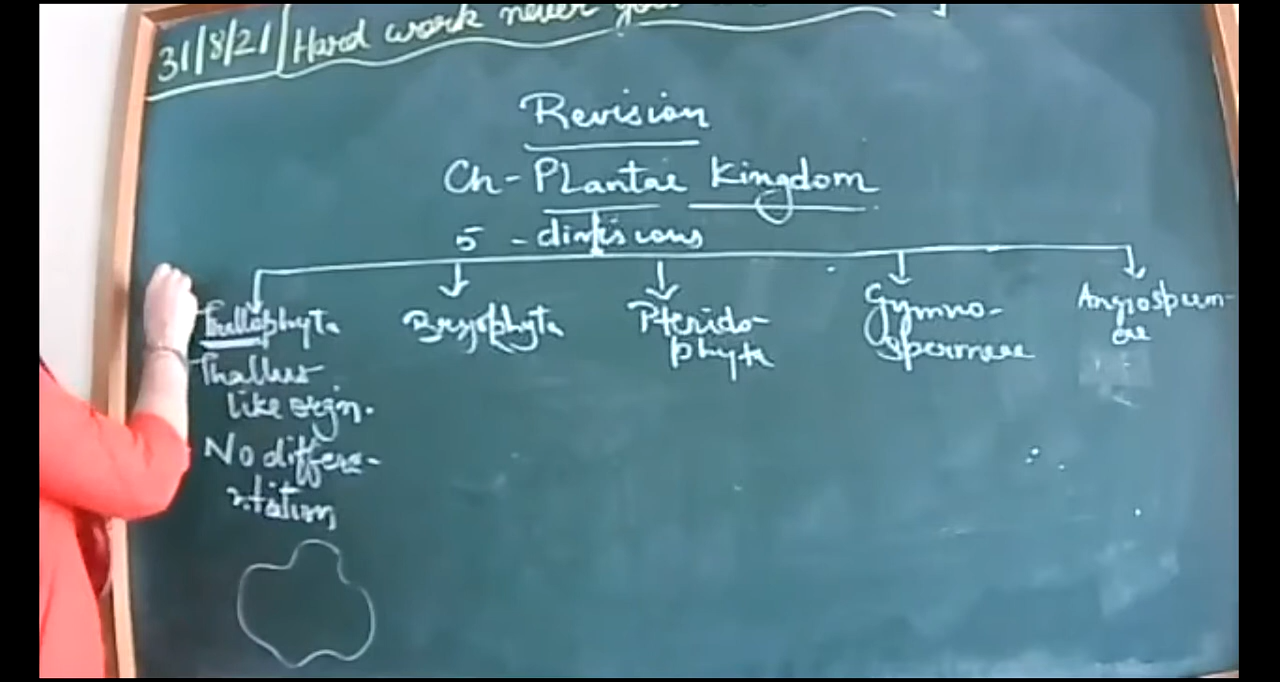 31/8/21 Hard work never
Revision
Ch- Plantae Kingdom
5 - divisions
Thallophyta Bryophyta Pterido- Gymno- Angiosperm-
phyta spermeae ae
Thallus
like orgn.
No differe-
ntiation